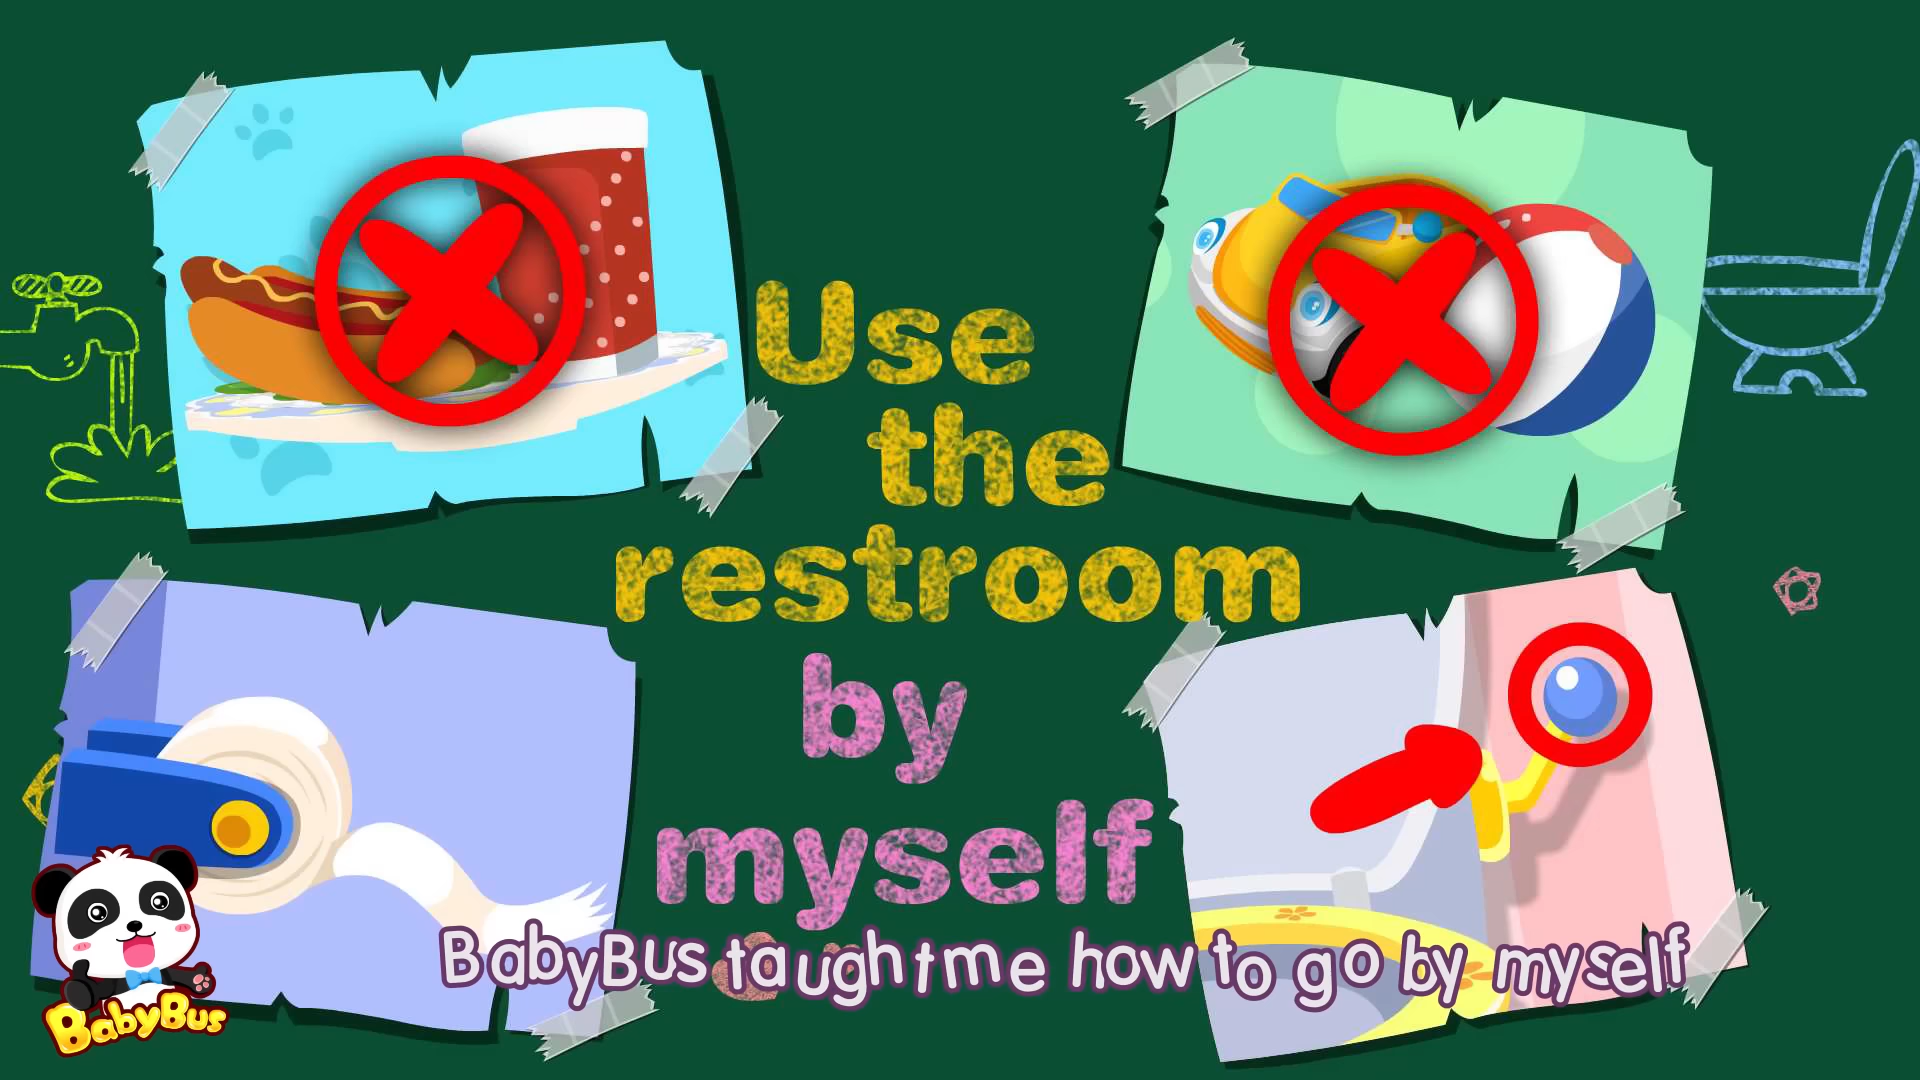 Use
the
restroom
by
myself
BabyBus taught me how to go by myself
BabyBus